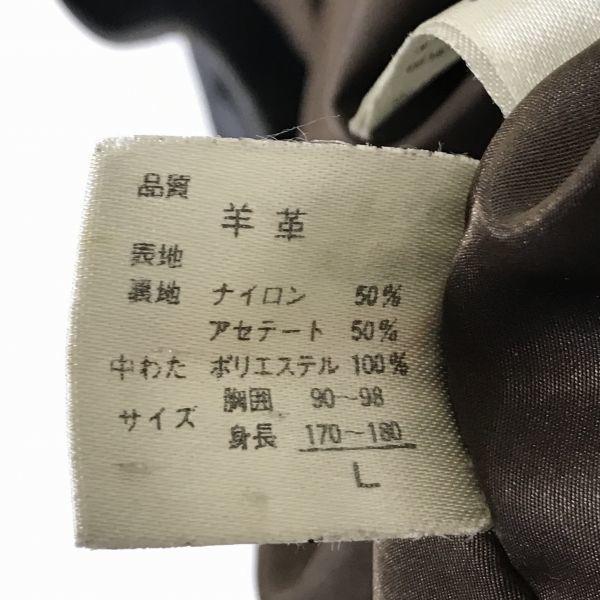 品質
羊革
表地
裏地 ナイロン 50%
アセテート 50%
中わた ポリエステル 100%
サイズ 胸囲 90~98
身長 170~180
L